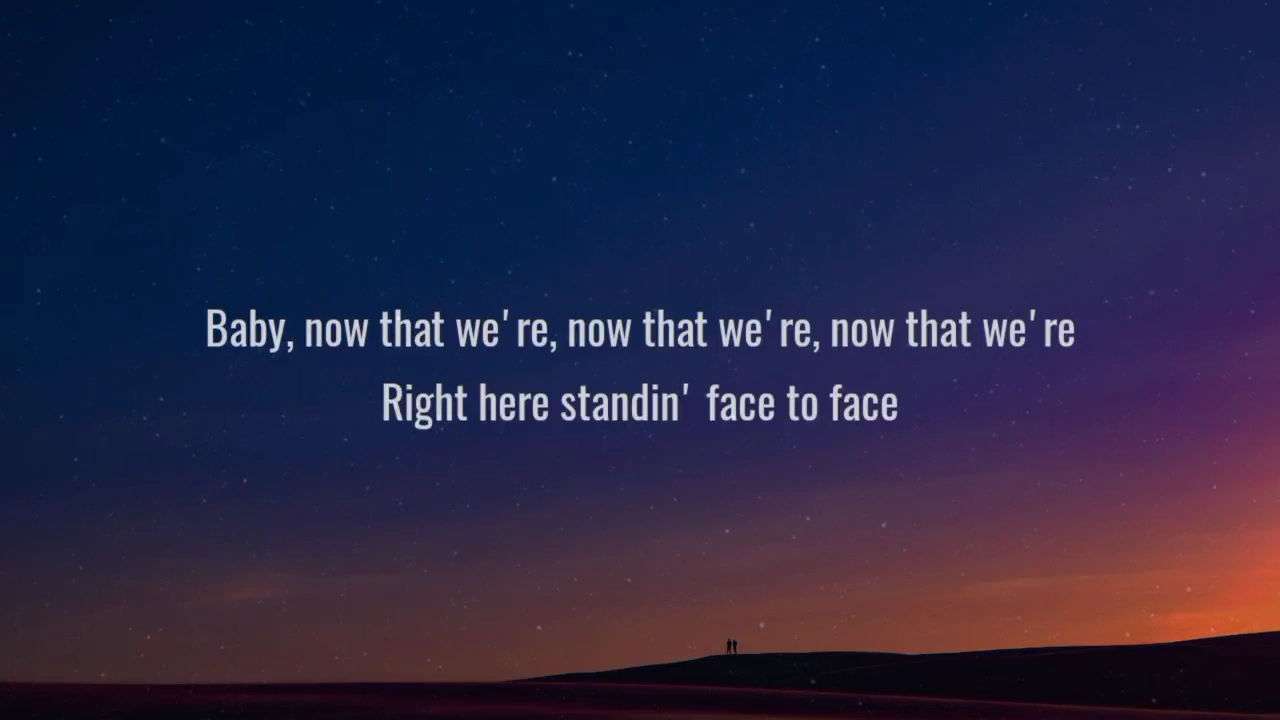 Baby, now that we're, now that we're, now that we're
Right here standin' face to face